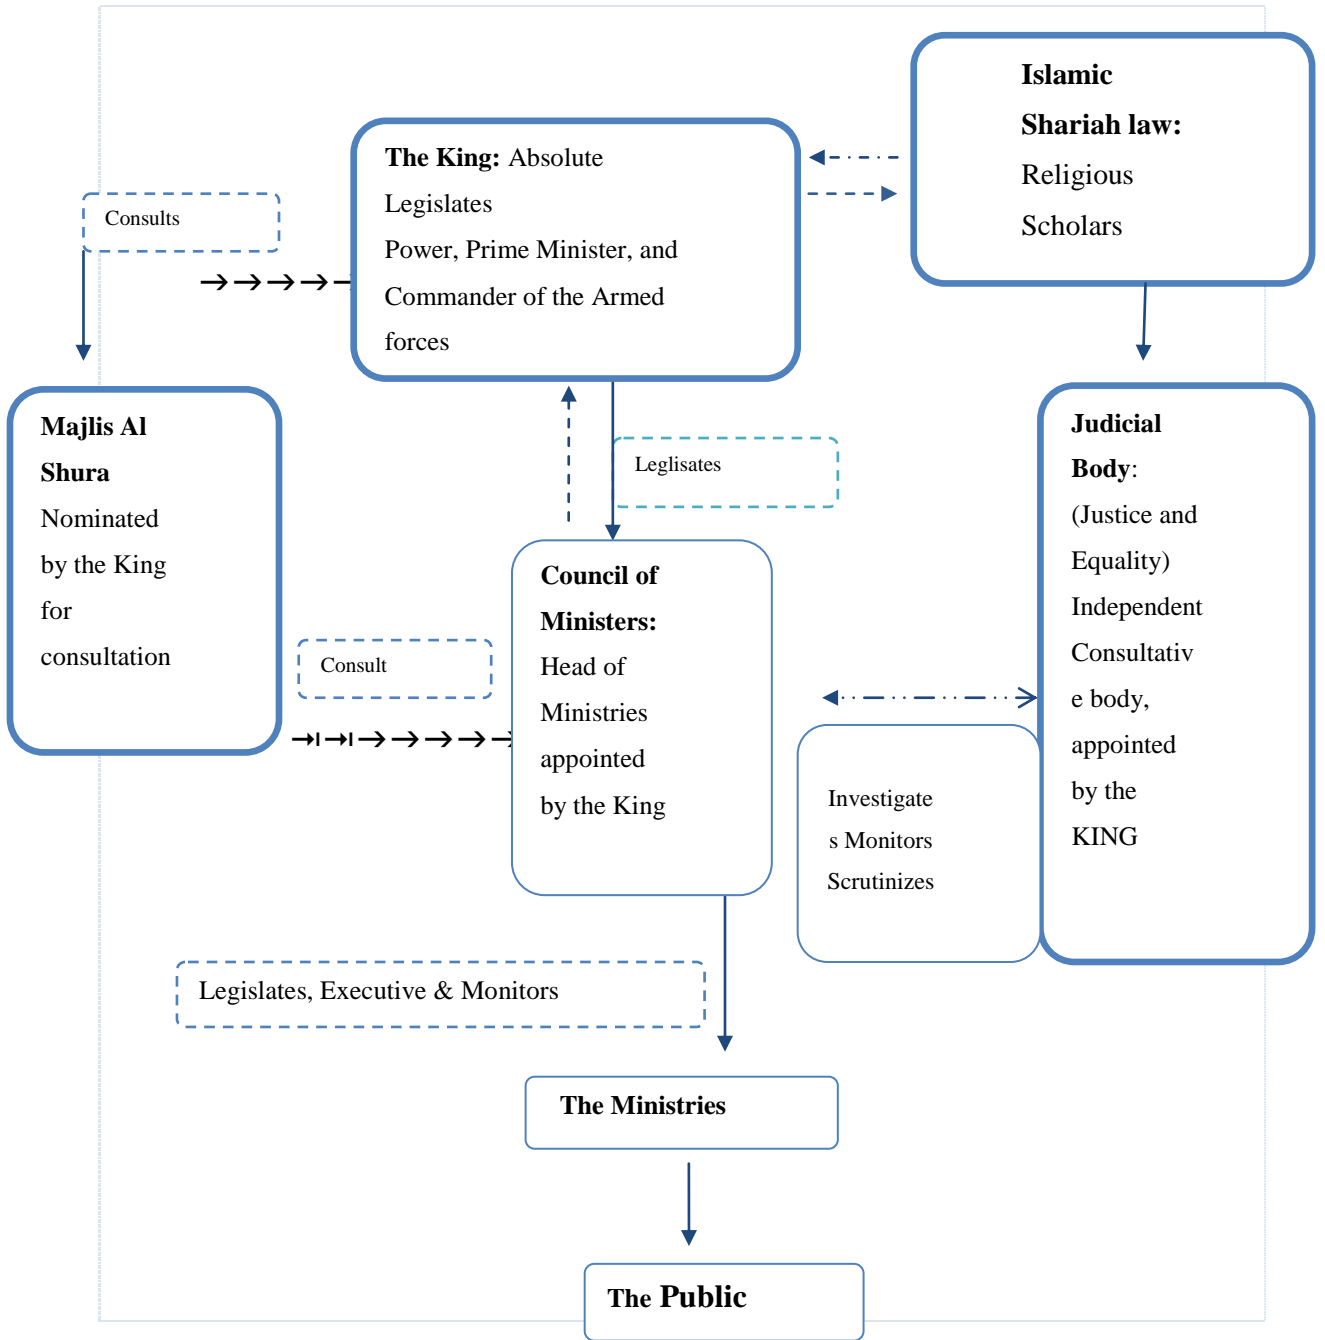 Islamic
Shariah law:
Religious
Scholars
The King: Absolute
Legislates
Power, Prime Minister, and
Commander of the Armed
forces
Consults
Majlis Al
Shura
Nominated
by the King
for
consultation
Leglisates
Judicial
Body:
(Justice and
Equality)
Independent
Consultativ
e body,
appointed
by the
KING
Council of
Ministers:
Head of
Ministries
appointed
by the King
Consult
Investigate
s Monitors
Scrutinizes
Legislates, Executive & Monitors
The Ministries
The Public